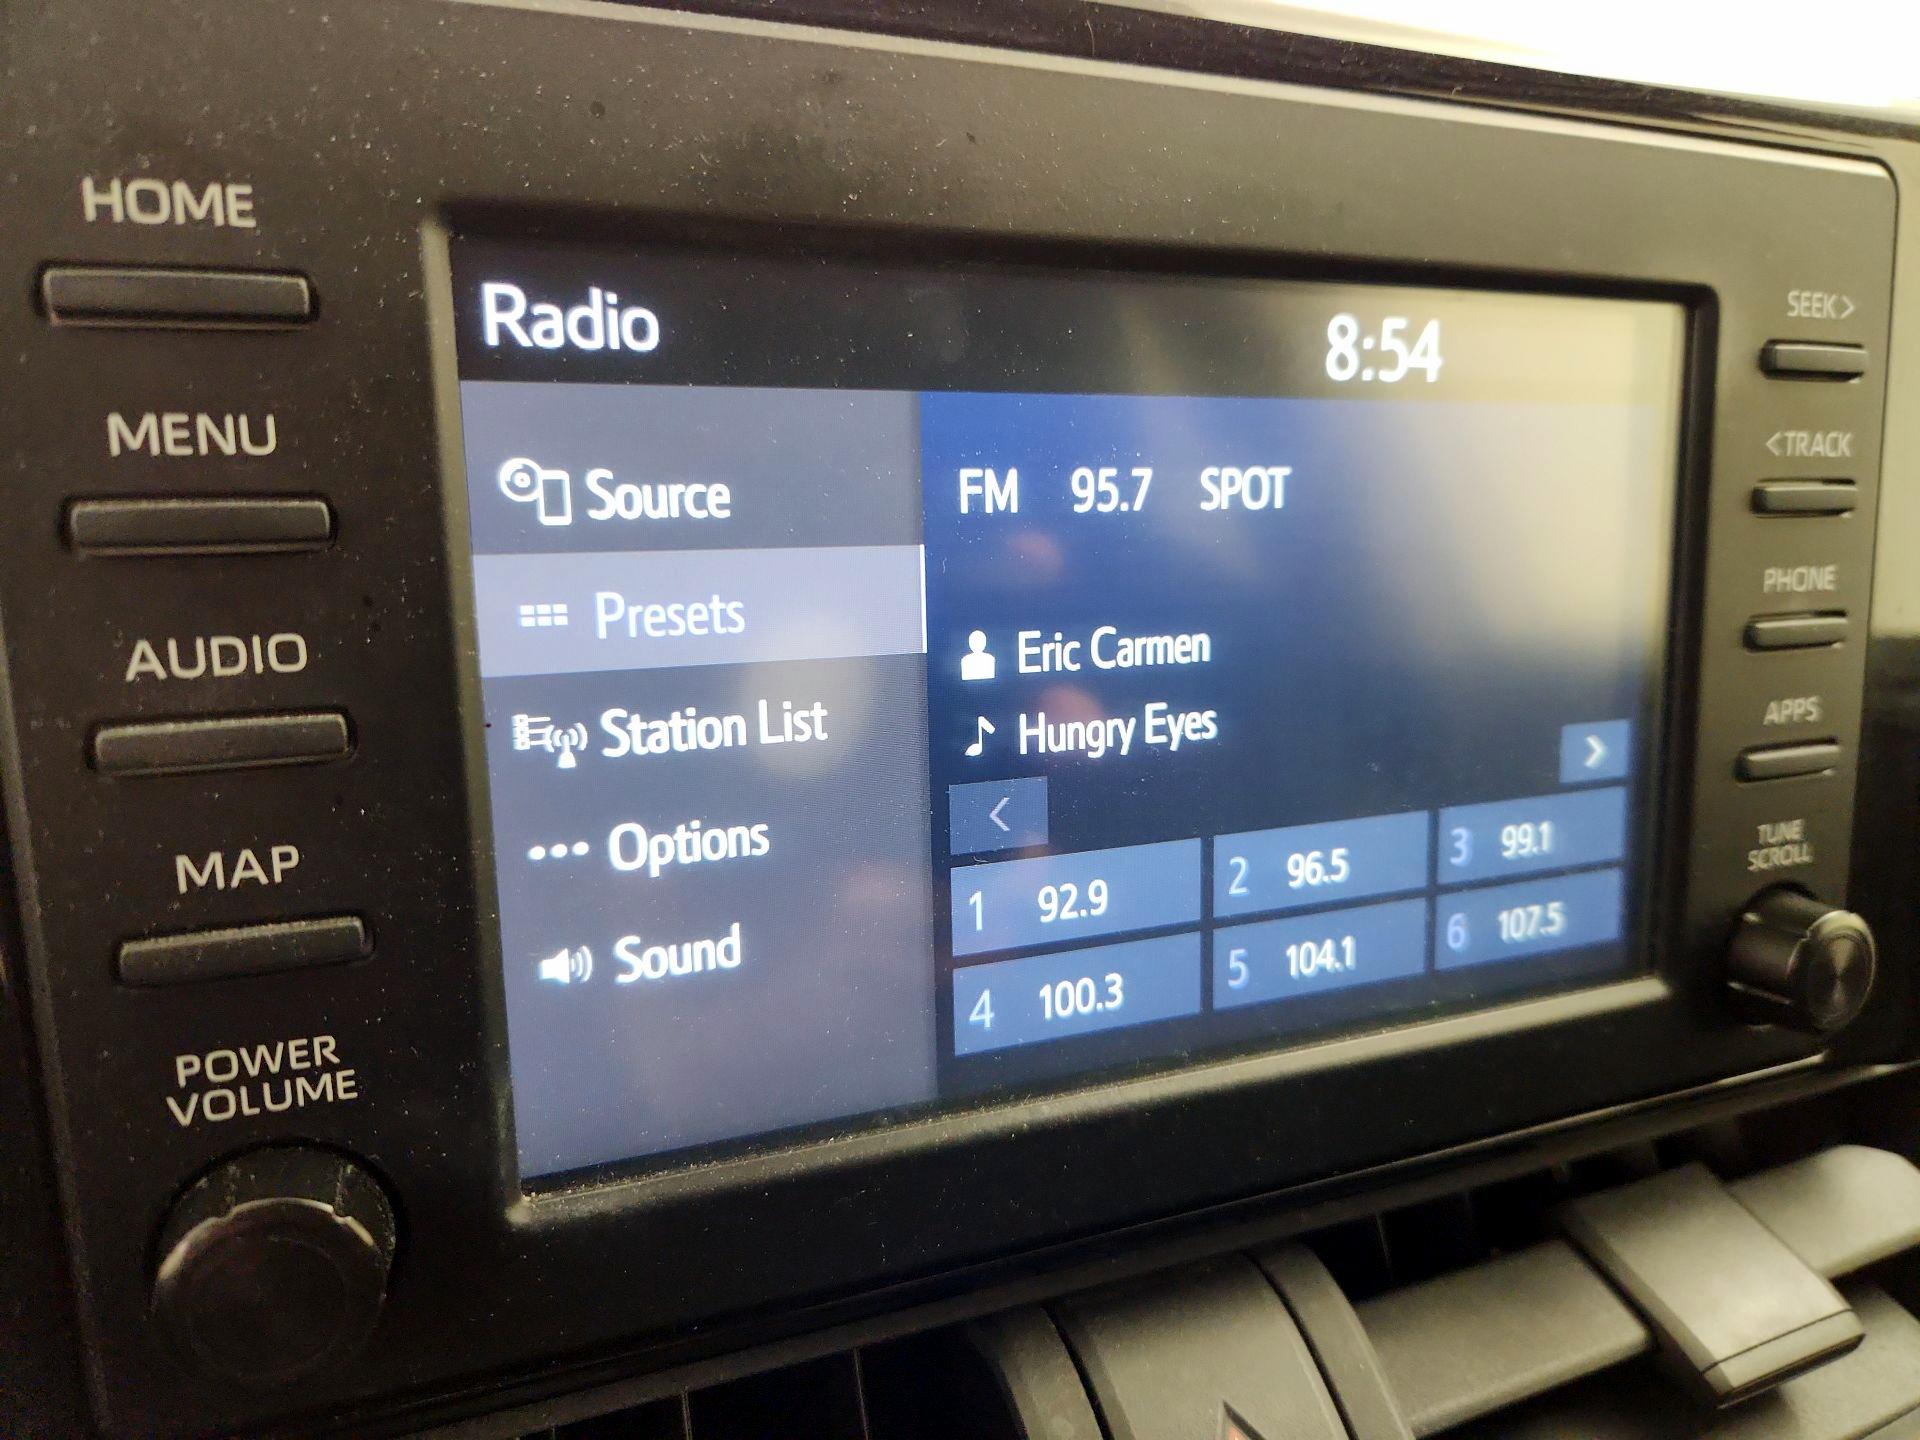 HOME
MENU
AUDIO
MAP
POWER
VOLUME
Radio
8:54
Source
Presets
Station List
Options
Sound
FM 95.7 SPOT
Eric Carmen
Hungry Eyes
<
>
1 92.9
2 96.5
3 99.1
4 100.3
5 104.1
6 107.5
SEEK>
<TRACK
PHONE
APPS
TUNE
SCROLL